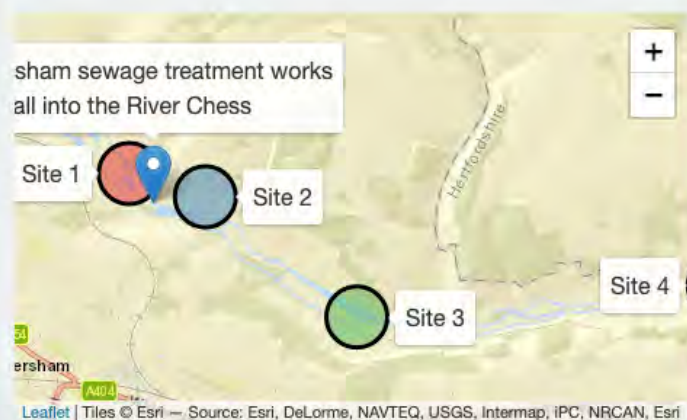 sham sewage treatment works
all into the River Chess
+
−
Hertfordshire
Site 1
Site 2
Site 4
Site 3
54
ersham
A404
Leaflet | Tiles © Esri — Source: Esri, DeLorme, NAVTEQ, USGS, Intermap, iPC, NRCAN, Esri